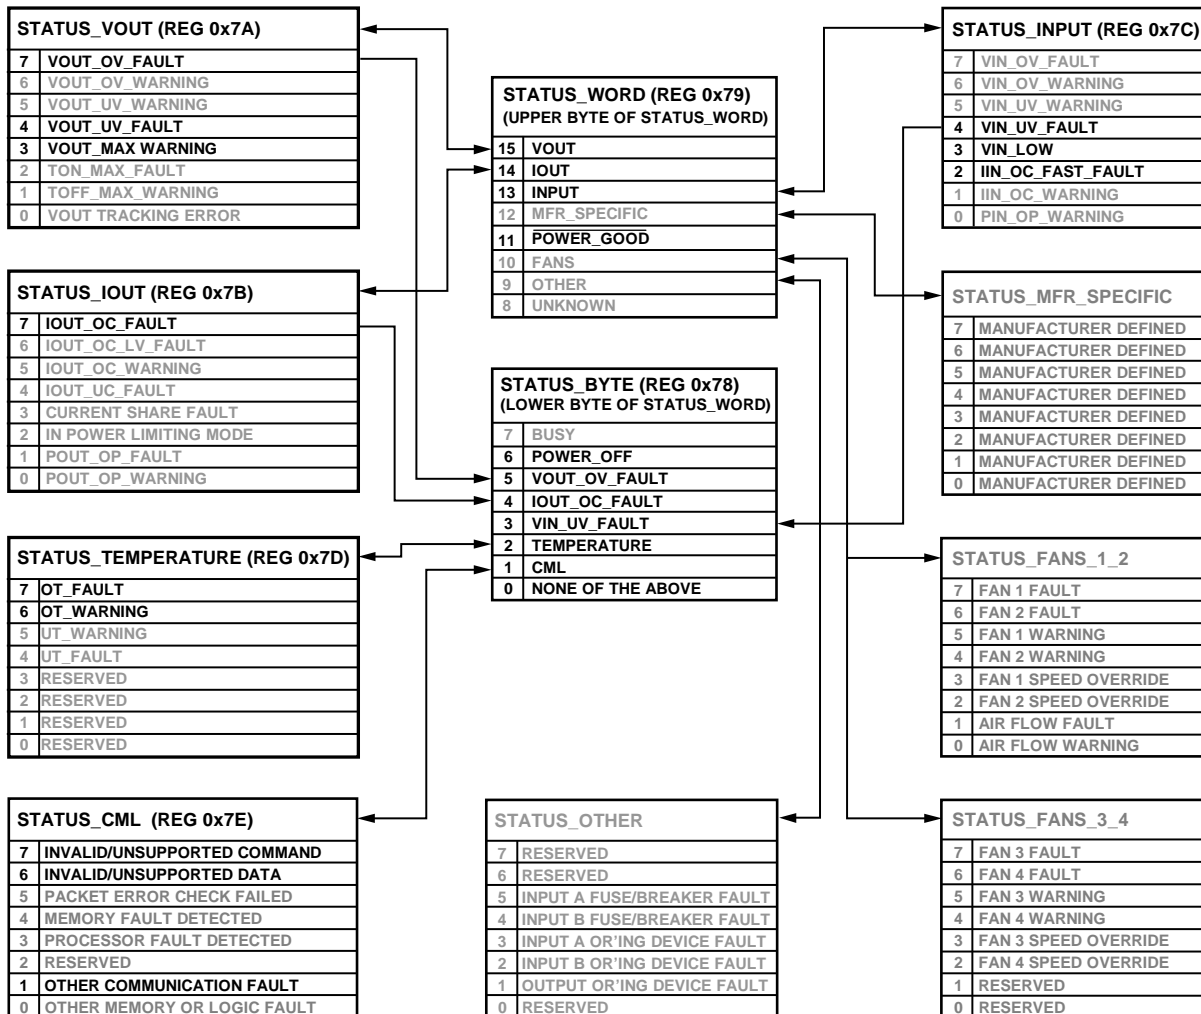 STATUS_VOUT (REG 0x7A)
7 VOUT_OV_FAULT
6 VOUT_OV_WARNING
5 VOUT_UV_WARNING
4 VOUT_UV_FAULT
3 VOUT_MAX WARNING
2 TON_MAX_FAULT
1 TOFF_MAX_WARNING
0 VOUT TRACKING ERROR
STATUS_IOUT (REG 0x7B)
7 IOUT_OC_FAULT
6 IOUT_OC_LV_FAULT
5 IOUT_OC_WARNING
4 IOUT_UC_FAULT
3 CURRENT SHARE FAULT
2 IN POWER LIMITING MODE
1 POUT_OP_FAULT
0 POUT_OP_WARNING
STATUS_TEMPERATURE (REG 0x7D)
7 OT_FAULT
6 OT_WARNING
5 UT_WARNING
4 UT_FAULT
3 RESERVED
2 RESERVED
1 RESERVED
0 RESERVED
STATUS_CML (REG 0x7E)
7 INVALID/UNSUPPORTED COMMAND
6 INVALID/UNSUPPORTED DATA
5 PACKET ERROR CHECK FAILED
4 MEMORY FAULT DETECTED
3 PROCESSOR FAULT DETECTED
2 RESERVED
1 OTHER COMMUNICATION FAULT
0 OTHER MEMORY OR LOGIC FAULT
STATUS_WORD (REG 0x79)
(UPPER BYTE OF STATUS_WORD)
15 VOUT
14 IOUT
13 INPUT
12 MFR_SPECIFIC
11 POWER_GOOD
10 FANS
9 OTHER
8 UNKNOWN
STATUS_BYTE (REG 0x78)
(LOWER BYTE OF STATUS_WORD)
7 BUSY
6 POWER_OFF
5 VOUT_OV_FAULT
4 IOUT_OC_FAULT
3 VIN_UV_FAULT
2 TEMPERATURE
1 CML
0 NONE OF THE ABOVE
STATUS_OTHER
7 RESERVED
6 RESERVED
5 INPUT A FUSE/BREAKER FAULT
4 INPUT B FUSE/BREAKER FAULT
3 INPUT A OR'ING DEVICE FAULT
2 INPUT B OR'ING DEVICE FAULT
1 OUTPUT OR'ING DEVICE FAULT
0 RESERVED
STATUS_INPUT (REG 0x7C)
7 VIN_OV_FAULT
6 VIN_OV_WARNING
5 VIN_UV_WARNING
4 VIN_UV_FAULT
3 VIN_LOW
2 IIN_OC_FAST_FAULT
1 IIN_OC_WARNING
0 PIN_OP_WARNING
STATUS_MFR_SPECIFIC
7 MANUFACTURER DEFINED
6 MANUFACTURER DEFINED
5 MANUFACTURER DEFINED
4 MANUFACTURER DEFINED
3 MANUFACTURER DEFINED
2 MANUFACTURER DEFINED
1 MANUFACTURER DEFINED
0 MANUFACTURER DEFINED
STATUS_FANS_1_2
7 FAN 1 FAULT
6 FAN 2 FAULT
5 FAN 1 WARNING
4 FAN 2 WARNING
3 FAN 1 SPEED OVERRIDE
2 FAN 2 SPEED OVERRIDE
1 AIR FLOW FAULT
0 AIR FLOW WARNING
STATUS_FANS_3_4
7 FAN 3 FAULT
6 FAN 4 FAULT
5 FAN 3 WARNING
4 FAN 4 WARNING
3 FAN 3 SPEED OVERRIDE
2 FAN 4 SPEED OVERRIDE
1 RESERVED
0 RESERVED